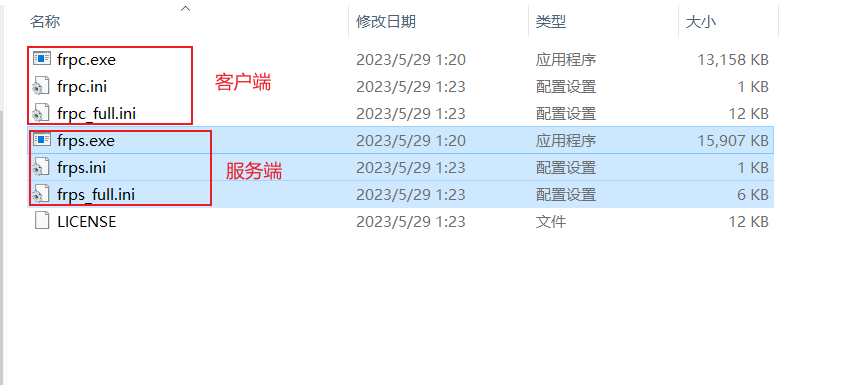 名称 修改日期 类型 大小
frpc.exe 2023/5/29 1:20 应用程序 13,158 KB
frpc.ini 2023/5/29 1:23 配置设置 1 KB
frpc_full.ini 2023/5/29 1:23 配置设置 12 KB
客户端
frps.exe 2023/5/29 1:20 应用程序 15,907 KB
frps.ini 2023/5/29 1:23 配置设置 1 KB
frps_full.ini 2023/5/29 1:23 配置设置 6 KB
服务端
LICENSE 2023/5/29 1:23 文件 12 KB